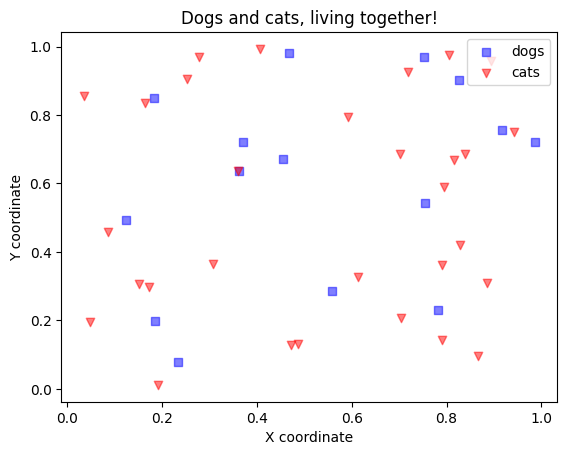 Dogs and cats, living together!
dogs
cats
1.0
0.8
0.6
0.4
0.2
0.0
Y coordinate
0.0 0.2 0.4 0.6 0.8 1.0
X coordinate